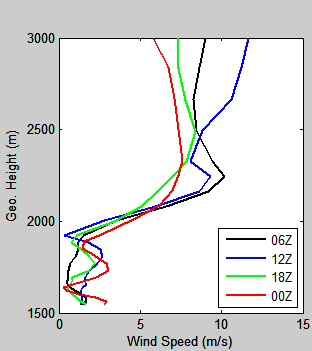 3000
2500
2000
1500
Geo. Height (m)
06Z
12Z
18Z
00Z
0 5 10 15
Wind Speed (m/s)